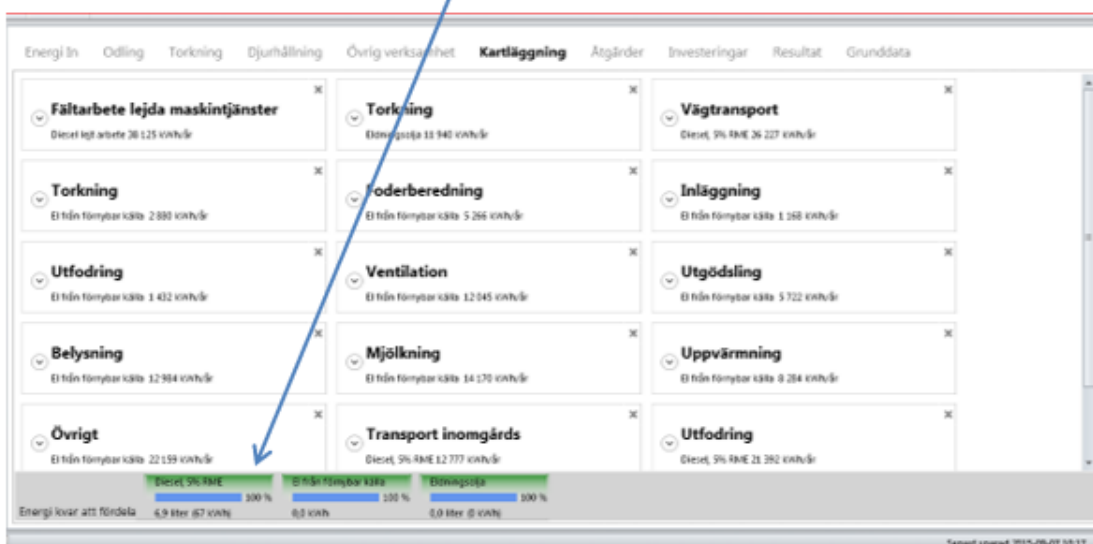 Energi In Odling Torkning Djurhållning Övrig verksamhet Kartläggning Åtgärder Investeringar Resultat Grunddata
Fältarbete lejda maskintjänster
Diesel lejt arbete 38 125 kWh/år
Torkning
Eldningsolja 11 940 kWh/år
Vägtransport
Diesel, 5% RME 26 227 kWh/år
Torkning
El från förnybar källa 2 880 kWh/år
Foderberedning
El från förnybar källa 5 266 kWh/år
Inläggning
El från förnybar källa 1 168 kWh/år
Utfodring
El från förnybar källa 1 432 kWh/år
Ventilation
El från förnybar källa 12 045 kWh/år
Utgödsling
El från förnybar källa 5 722 kWh/år
Belysning
El från förnybar källa 12 984 kWh/år
Mjölkning
El från förnybar källa 14 170 kWh/år
Uppvärmning
El från förnybar källa 8 284 kWh/år
Övrigt
El från förnybar källa 22 159 kWh/år
Transport inomgårds
Diesel, 5% RME 12 777 kWh/år
Utfodring
Diesel, 5% RME 21 392 kWh/år
Diesel, 5% RME El från förnybar källa Eldningsolja
100 % 100 % 100 %
Energi kvar att fördela 6,9 liter (67 kWh) 0,0 kWh 0,0 liter (0 kWh)